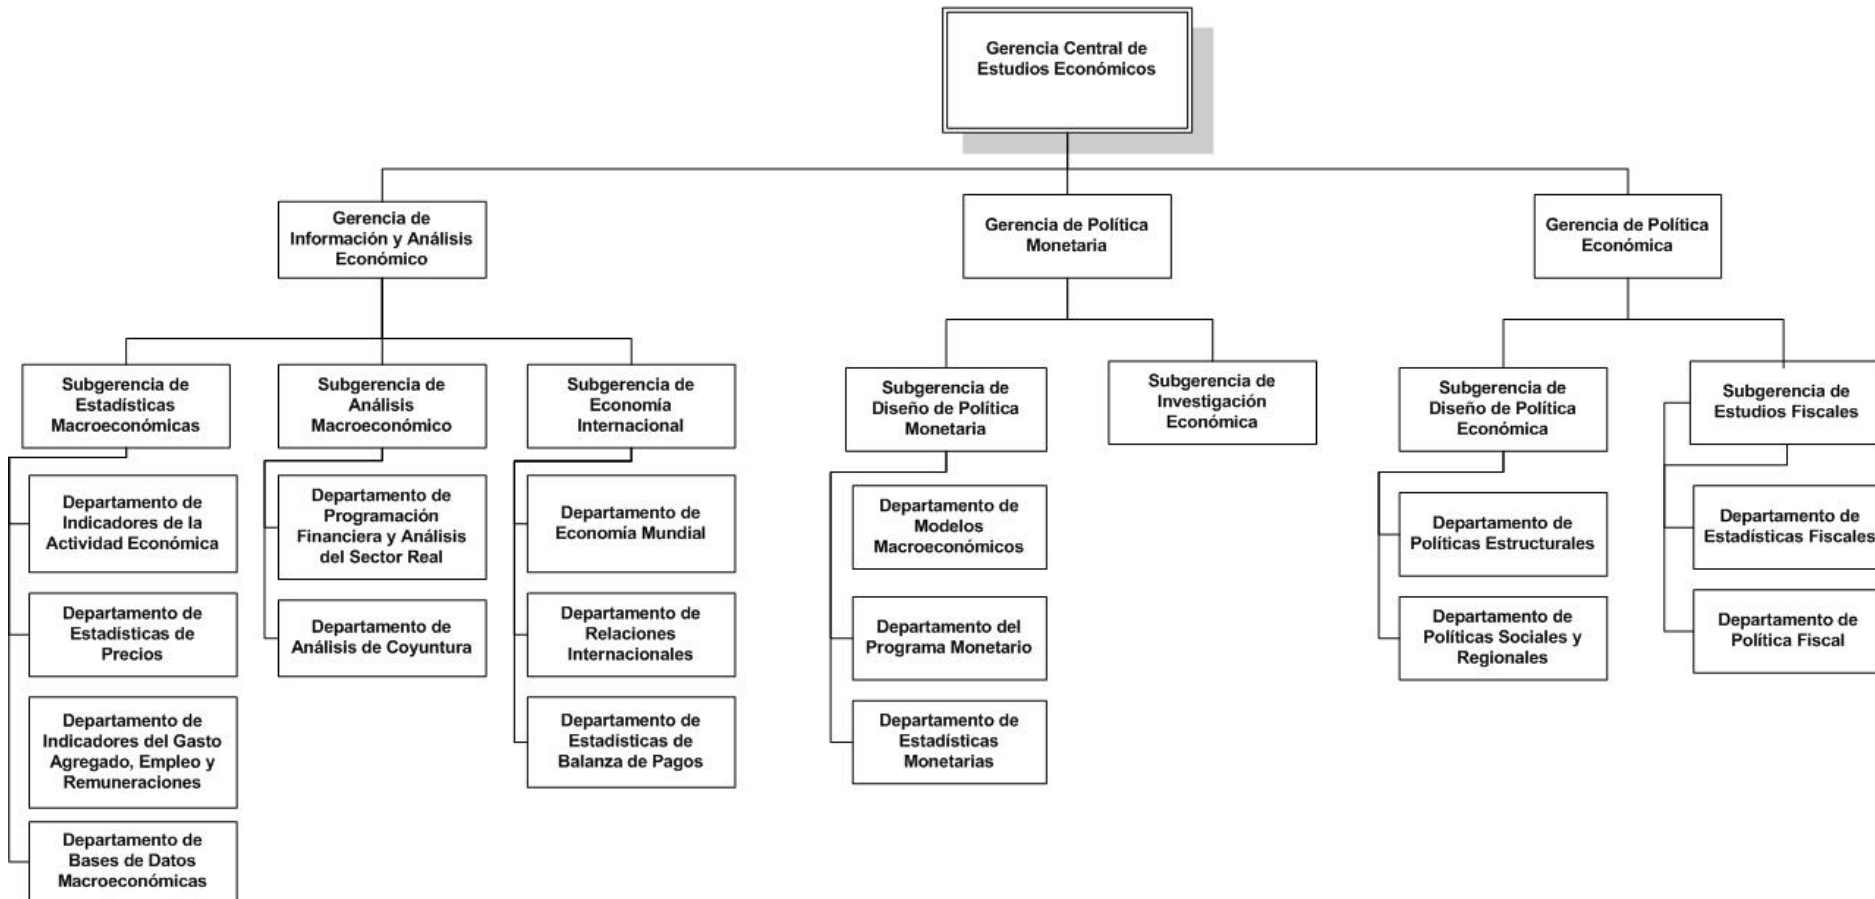 Gerencia Central de
Estudios Económicos
Gerencia de
Información y Análisis
Económico
Gerencia de Política
Monetaria
Gerencia de Política
Económica
Subgerencia de
Estadísticas
Macroeconómicas
Subgerencia de
Análisis
Macroeconómico
Subgerencia de
Economía
Internacional
Subgerencia de
Diseño de Política
Monetaria
Subgerencia de
Investigación
Económica
Subgerencia de
Diseño de Política
Económica
Subgerencia de
Estudios Fiscales
Departamento de
Indicadores de la
Actividad Económica
Departamento de
Estadísticas de
Precios
Departamento de
Indicadores del Gasto
Agregado, Empleo y
Remuneraciones
Departamento de
Bases de Datos
Macroeconómicas
Departamento de
Programación
Financiera y Análisis
del Sector Real
Departamento de
Análisis de Coyuntura
Departamento de
Economía Mundial
Departamento de
Relaciones
Internacionales
Departamento de
Estadísticas de
Balanza de Pagos
Departamento de
Modelos
Macroeconómicos
Departamento del
Programa Monetario
Departamento de
Estadísticas
Monetarias
Departamento de
Políticas Estructurales
Departamento de
Políticas Sociales y
Regionales
Departamento de
Estadísticas Fiscales
Departamento de
Política Fiscal